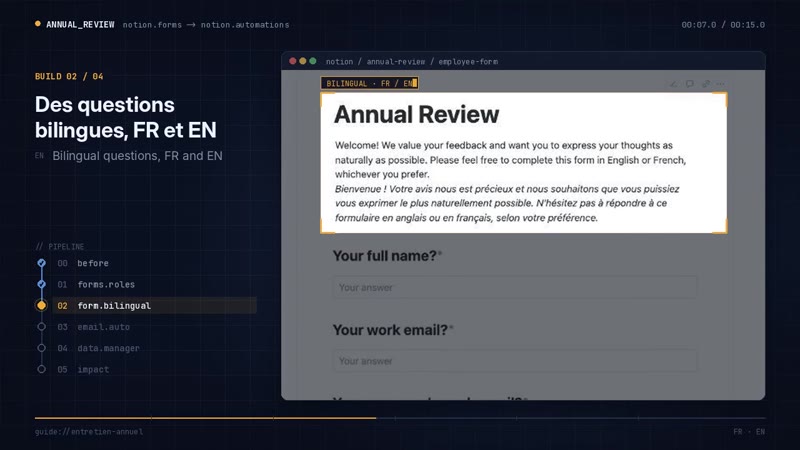 ANNUAL_REVIEW notion.forms → notion.automations
00:07.0 / 00:15.0
BUILD 02 / 04
Des questions
bilingues, FR et EN
EN Bilingual questions, FR and EN
// PIPELINE
00 before
01 forms.roles
02 form.bilingual
03 email.auto
04 data.manager
05 impact
notion / annual-review / employee-form
BILINGUAL · FR / EN
Annual Review
Welcome! We value your feedback and want you to express your thoughts as
naturally as possible. Please feel free to complete this form in English or French,
whichever you prefer.
Bienvenue ! Votre avis nous est précieux et nous souhaitons que vous puissiez
vous exprimer le plus naturellement possible. N'hésitez pas à répondre à ce
formulaire en anglais ou en français, selon votre préférence.
Your full name?*
Your answer
Your work email?*
Your answer
guide://entretien-annuel
FR · EN